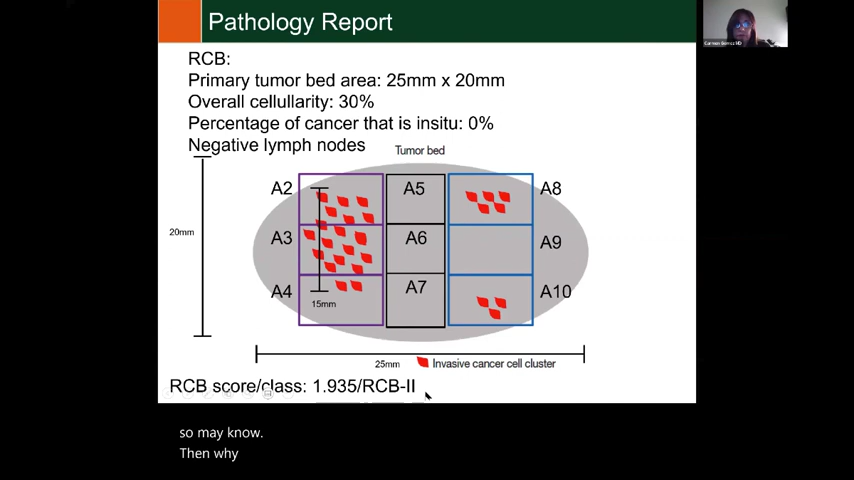 Pathology Report
RCB:
Primary tumor bed area: 25mm x 20mm
Overall cellullarity: 30%
Percentage of cancer that is insitu: 0%
Negative lymph nodes
Tumor bed
A2
A5
A8
20mm
A3
A6
A9
A4
A7
A10
15mm
25mm
Invasive cancer cell cluster
RCB score/class: 1.935/RCB-II
so may know.
Then why